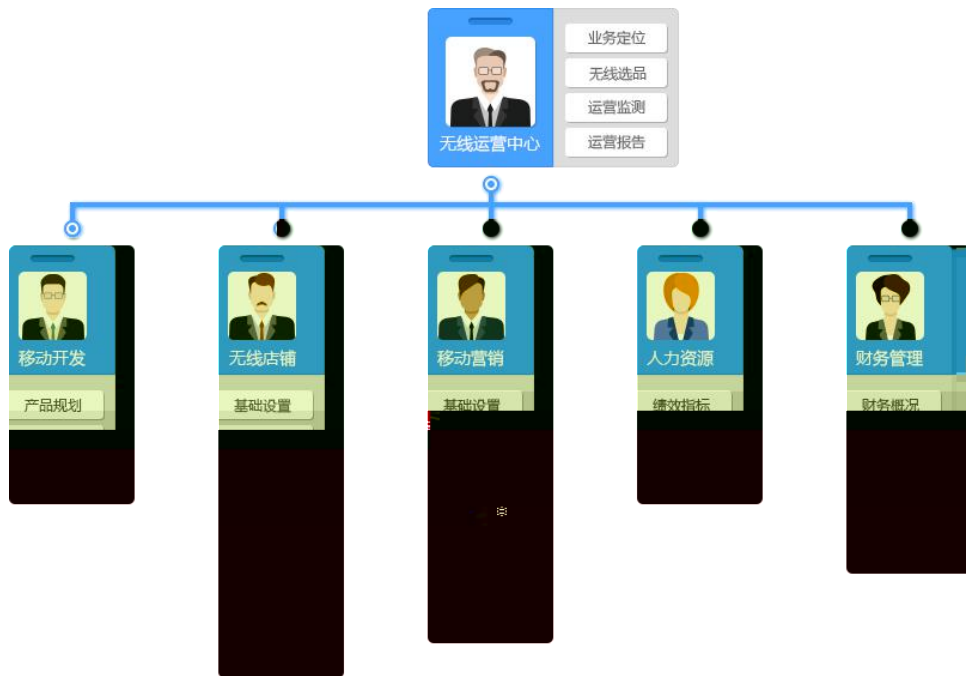 业务定位
无线选品
运营监测
运营报告
无线运营中心
移动开发
无线店铺
移动营销
人力资源
财务管理
产品规划
基础设置
基础设置
绩效指标
财务概况